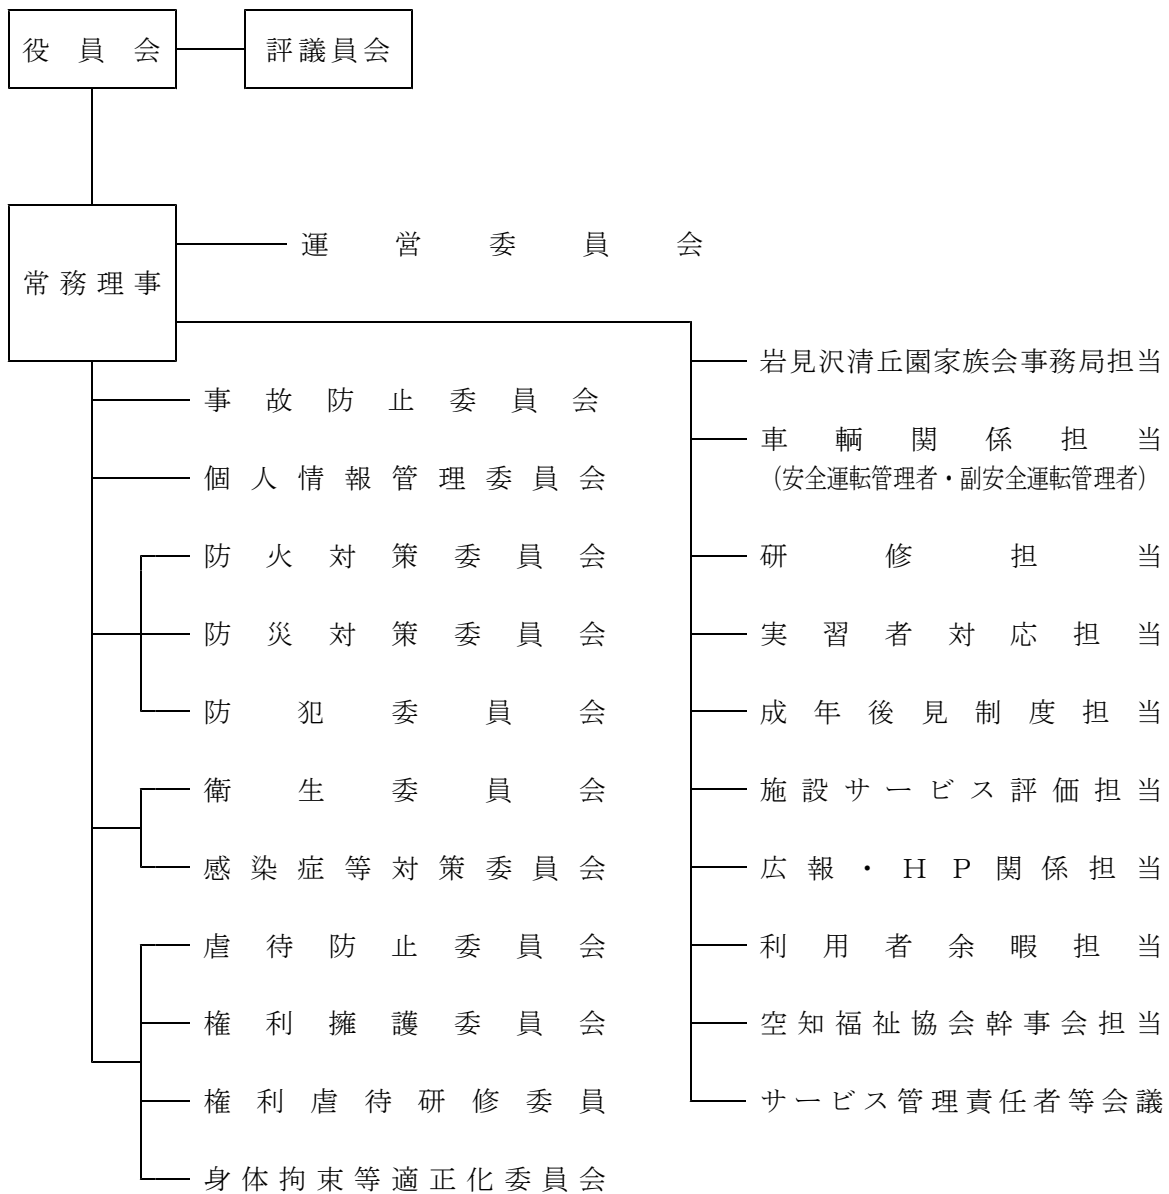 役員会
評議員会
常務理事
運営委員会
事故防止委員会
個人情報管理委員会
防火対策委員会
防災対策委員会
防犯委員会
衛生委員会
感染症等対策委員会
虐待防止委員会
権利擁護委員会
権利虐待研修委員
身体拘束等適正化委員会
岩見沢清丘園家族会事務局担当
車輌関係担当
（安全運転管理者・副安全運転管理者）
研修担当
実習者対応担当
成年後見制度担当
施設サービス評価担当
広報・ＨＰ関係担当
利用者余暇担当
空知福祉協会幹事会担当
サービス管理責任者等会議